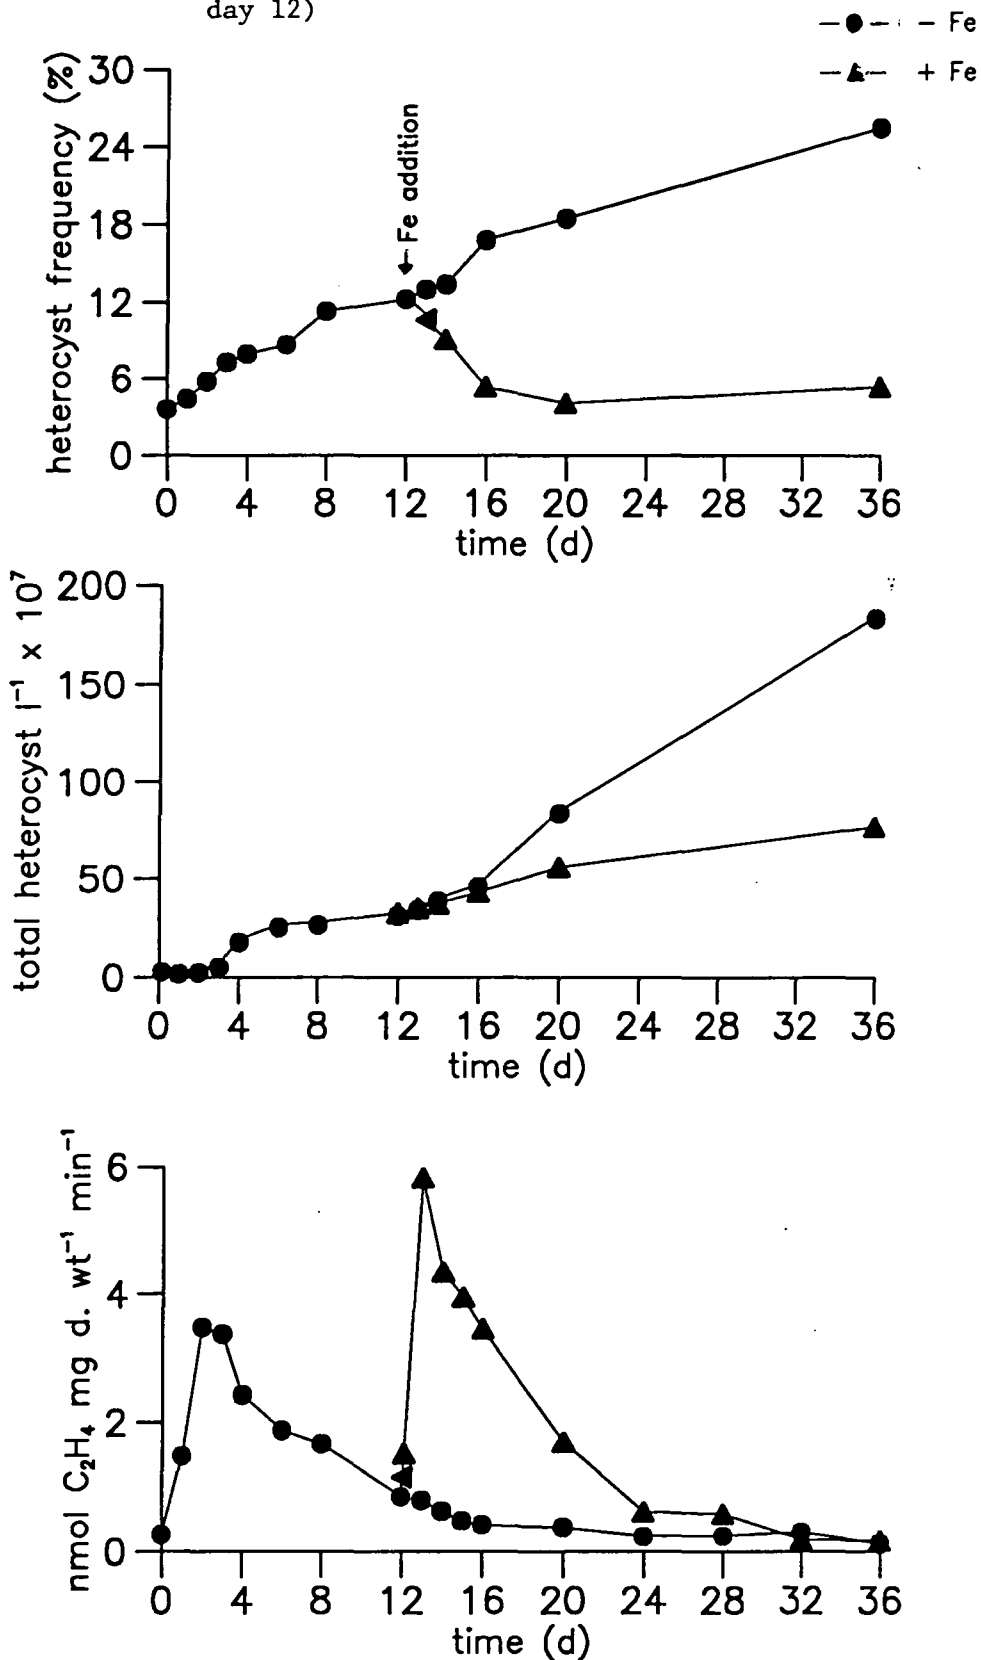 day 12)
- Fe
+ Fe
heterocyst frequency (%)
30
24
18
12
6
0
Fe addition
0 4 8 12 16 20 24 28 32 36
time (d)
total heterocyst l⁻¹ x 10⁷
200
150
100
50
0
0 4 8 12 16 20 24 28 32 36
time (d)
nmol C₂H₄ mg d. wt⁻¹ min⁻¹
6
4
2
0
0 4 8 12 16 20 24 28 32 36
time (d)